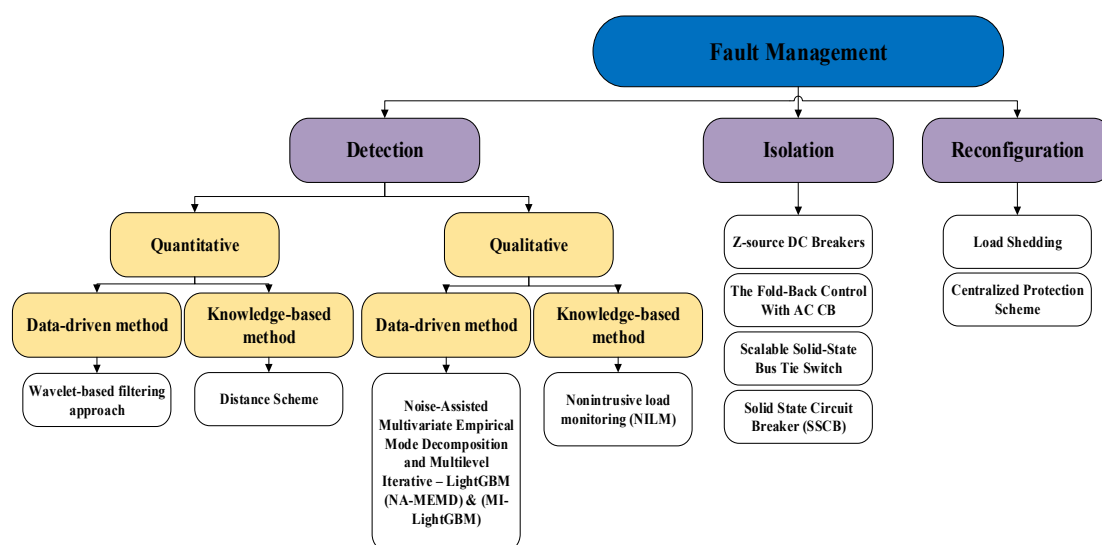 Fault Management
Detection
Isolation
Reconfiguration
Quantitative
Qualitative
Data-driven method
Knowledge-based
method
Data-driven method
Knowledge-based
method
Wavelet-based filtering
approach
Distance Scheme
Noise-Assisted
Multivariate Empirical
Mode Decomposition
and Multilevel
Iterative – LightGBM
(NA-MEMD) & (MI-
LightGBM)
Nonintrusive load
monitoring (NILM)
Z-source DC Breakers
The Fold-Back Control
With AC CB
Scalable Solid-State
Bus Tie Switch
Solid State Circuit
Breaker (SSCB)
Load Shedding
Centralized Protection
Scheme